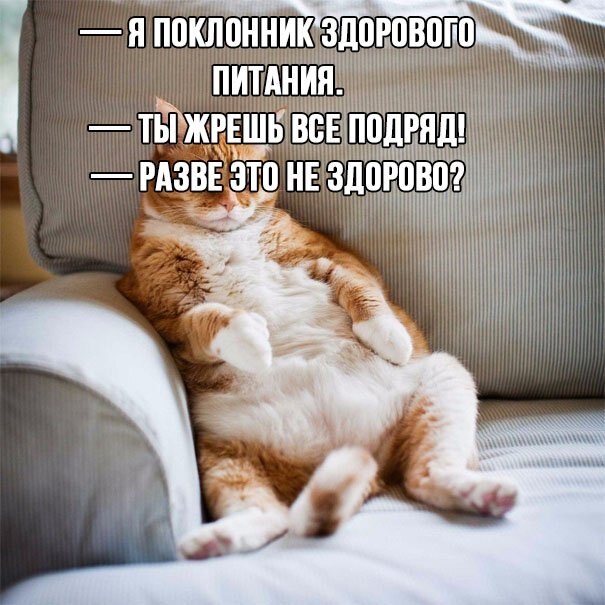 — Я ПОКЛОННИК ЗДОРОВОГО
ПИТАНИЯ.
— ТЫ ЖРЕШЬ ВСЕ ПОДРЯД!
— РАЗВЕ ЭТО НЕ ЗДОРОВО?